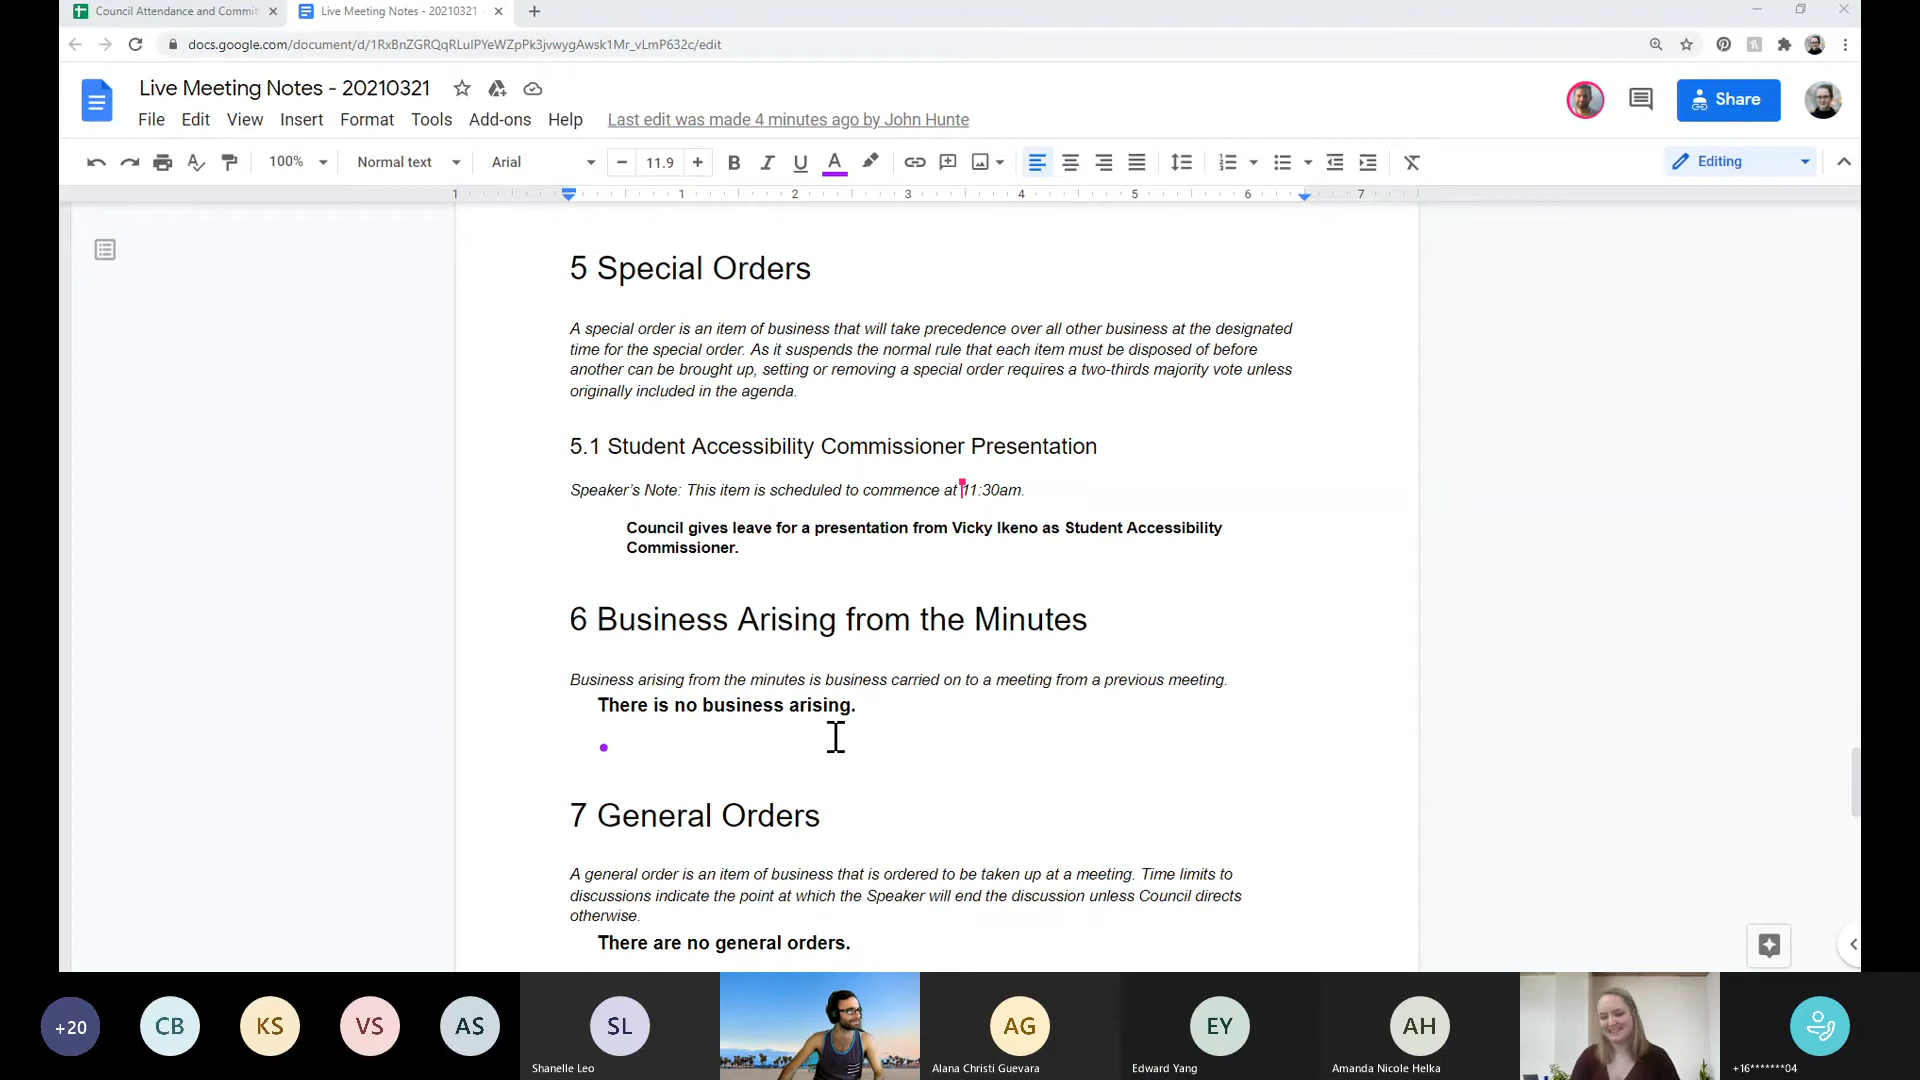 Council Attendance and Commit
Live Meeting Notes - 20210321
docs.google.com/document/d/1RxBnZGRQqRLuIPYeWZpPk3jvwygAwsk1Mr_vLmP632c/edit
Live Meeting Notes - 20210321
File Edit View Insert Format Tools Add-ons Help Last edit was made 4 minutes ago by John Hunte
Share
100% Normal text Arial 11.9 B I U A Editing
1 1 2 3 4 5 6 7
5 Special Orders
A special order is an item of business that will take precedence over all other business at the designated
time for the special order. As it suspends the normal rule that each item must be disposed of before
another can be brought up, setting or removing a special order requires a two-thirds majority vote unless
originally included in the agenda.
5.1 Student Accessibility Commissioner Presentation
Speaker's Note: This item is scheduled to commence at 11:30am.
Council gives leave for a presentation from Vicky Ikeno as Student Accessibility
Commissioner.
6 Business Arising from the Minutes
Business arising from the minutes is business carried on to a meeting from a previous meeting.
There is no business arising.
7 General Orders
A general order is an item of business that is ordered to be taken up at a meeting. Time limits to
discussions indicate the point at which the Speaker will end the discussion unless Council directs
otherwise.
There are no general orders.
+20 CB KS VS AS SL AG EY AH
Shanelle Leo Alana Christi Guevara Edward Yang Amanda Nicole Helka +16*******04